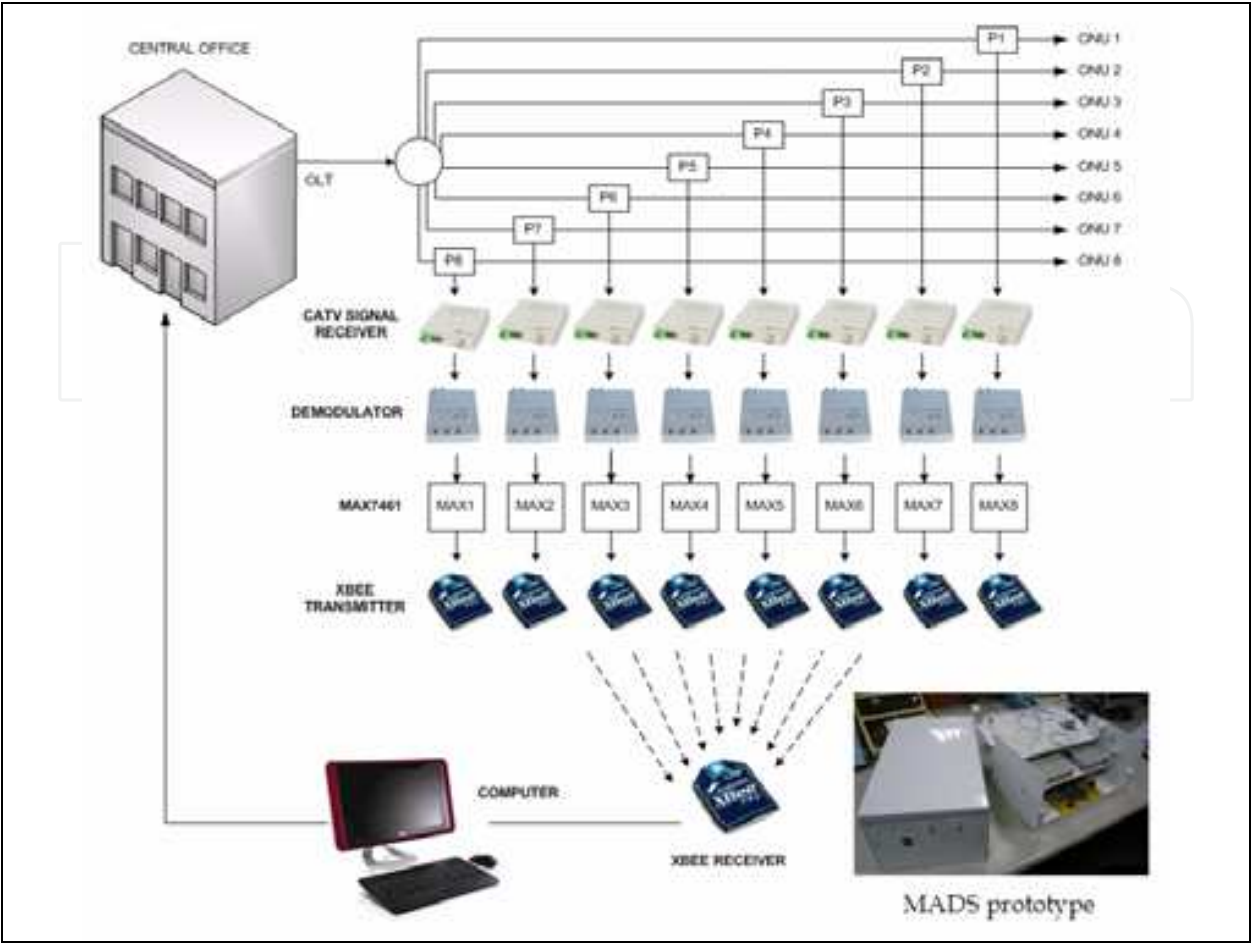 CENTRAL OFFICE
OLT
P1
ONU 1
P2
ONU 2
P3
ONU 3
P4
ONU 4
P5
ONU 5
P6
ONU 6
P7
ONU 7
P8
ONU 8
CATV SIGNAL
RECEIVER
DEMODULATOR
MAX7461
MAX1
MAX2
MAX3
MAX4
MAX5
MAX6
MAX7
MAX8
XBEE
TRANSMITTER
COMPUTER
XBEE RECEIVER
MADS prototype